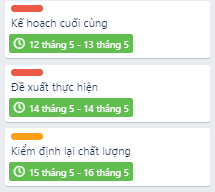 Kế hoạch cuối cùng
12 tháng 5 - 13 tháng 5
Đề xuất thực hiện
14 tháng 5 - 14 tháng 5
Kiểm định lại chất lượng
15 tháng 5 - 16 tháng 5